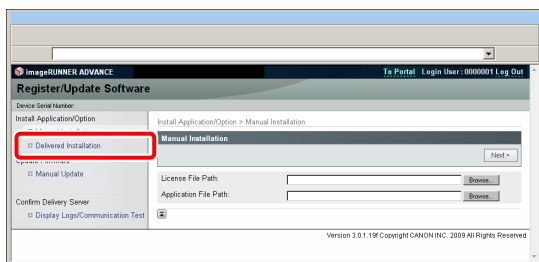 imageRUNNER ADVANCE
To Portal Login User : 0000001 Log Out
Register/Update Software
Device Serial Number:
Install Application/Option
Delivered Installation
Manual Update
Confirm Delivery Server
Display Logs/Communication Test
Install Application/Option > Manual Installation
Manual Installation
Next
License File Path:
Browse...
Application File Path:
Browse...
Version 3.0.1.19f Copyright CANON INC. 2009 All Rights Reserved